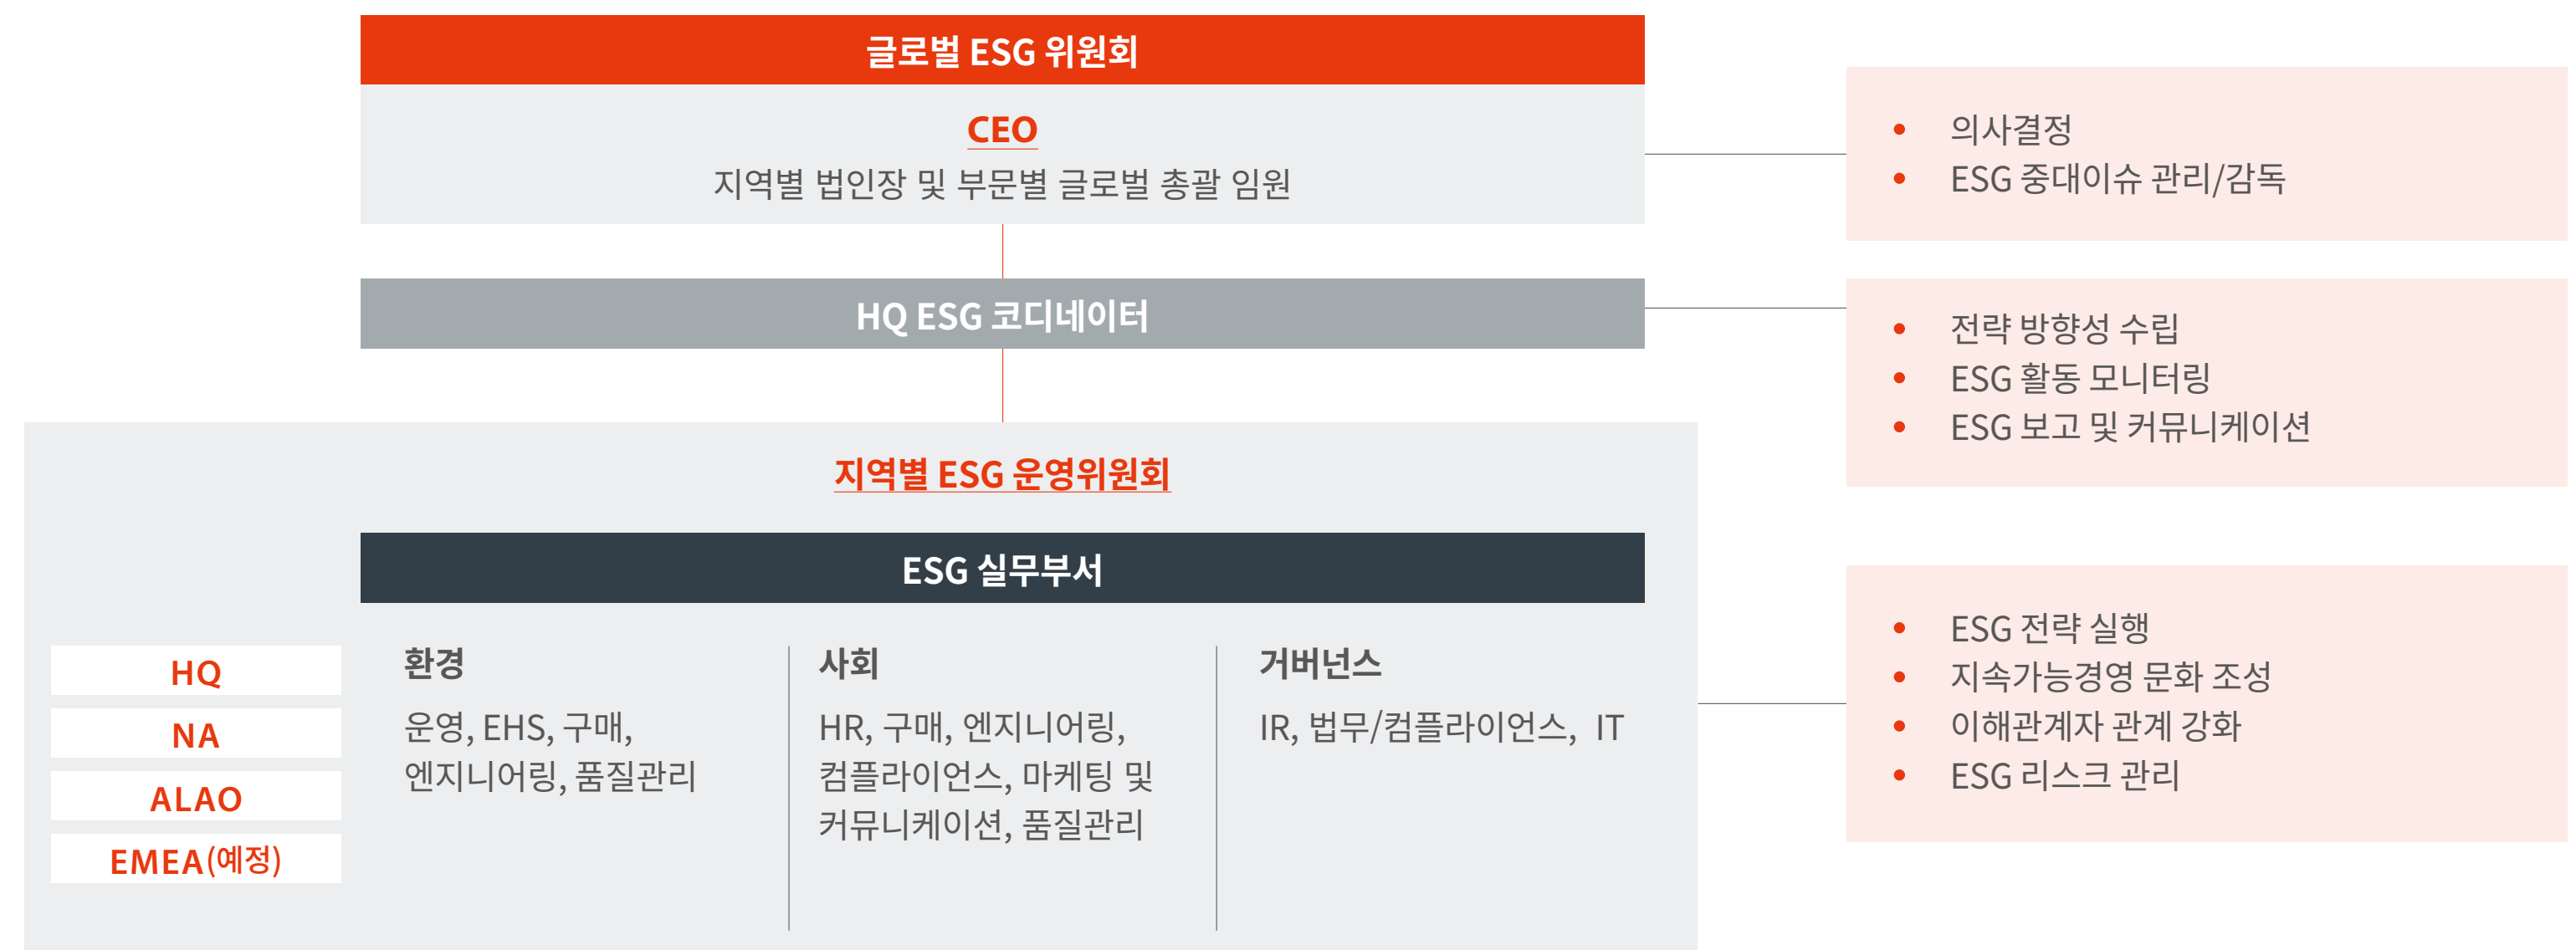 글로벌 ESG 위원회
CEO
지역별 법인장 및 부문별 글로벌 총괄 임원
• 의사결정
• ESG 중대이슈 관리/감독
HQ ESG 코디네이터
• 전략 방향성 수립
• ESG 활동 모니터링
• ESG 보고 및 커뮤니케이션
지역별 ESG 운영위원회
ESG 실무부서
HQ
NA
ALAO
EMEA(예정)
환경
운영, EHS, 구매,
엔지니어링, 품질관리
사회
HR, 구매, 엔지니어링,
컴플라이언스, 마케팅 및
커뮤니케이션, 품질관리
거버넌스
IR, 법무/컴플라이언스, IT
• ESG 전략 실행
• 지속가능경영 문화 조성
• 이해관계자 관계 강화
• ESG 리스크 관리